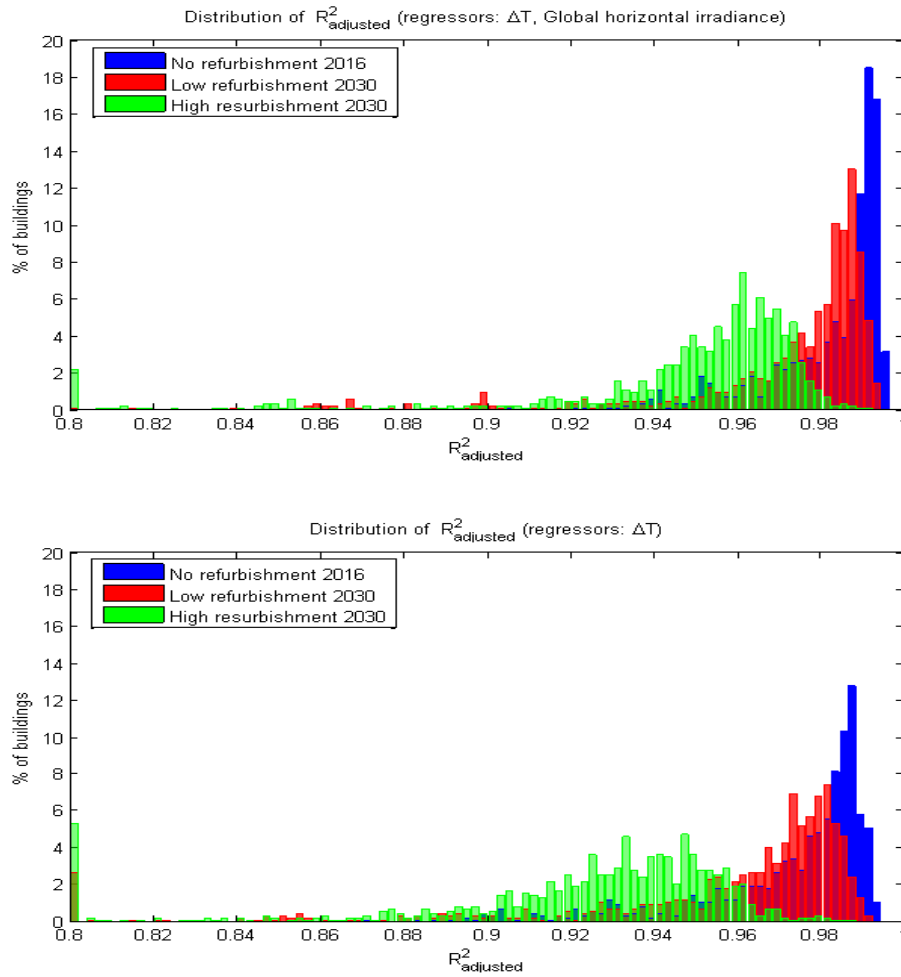 Distribution of R²adjusted (regressors: ΔT, Global horizontal irradiance)
20
18
16
14
12
10
8
6
4
2
0
% of buildings
No refurbishment 2016
Low refurbishment 2030
High resurbishment 2030
0.8 0.82 0.84 0.86 0.88 0.9 0.92 0.94 0.96 0.98 1
R²adjusted
Distribution of R²adjusted (regressors: ΔT)
20
18
16
14
12
10
8
6
4
2
0
% of buildings
No refurbishment 2016
Low refurbishment 2030
High resurbishment 2030
0.8 0.82 0.84 0.86 0.88 0.9 0.92 0.94 0.96 0.98 1
R²adjusted